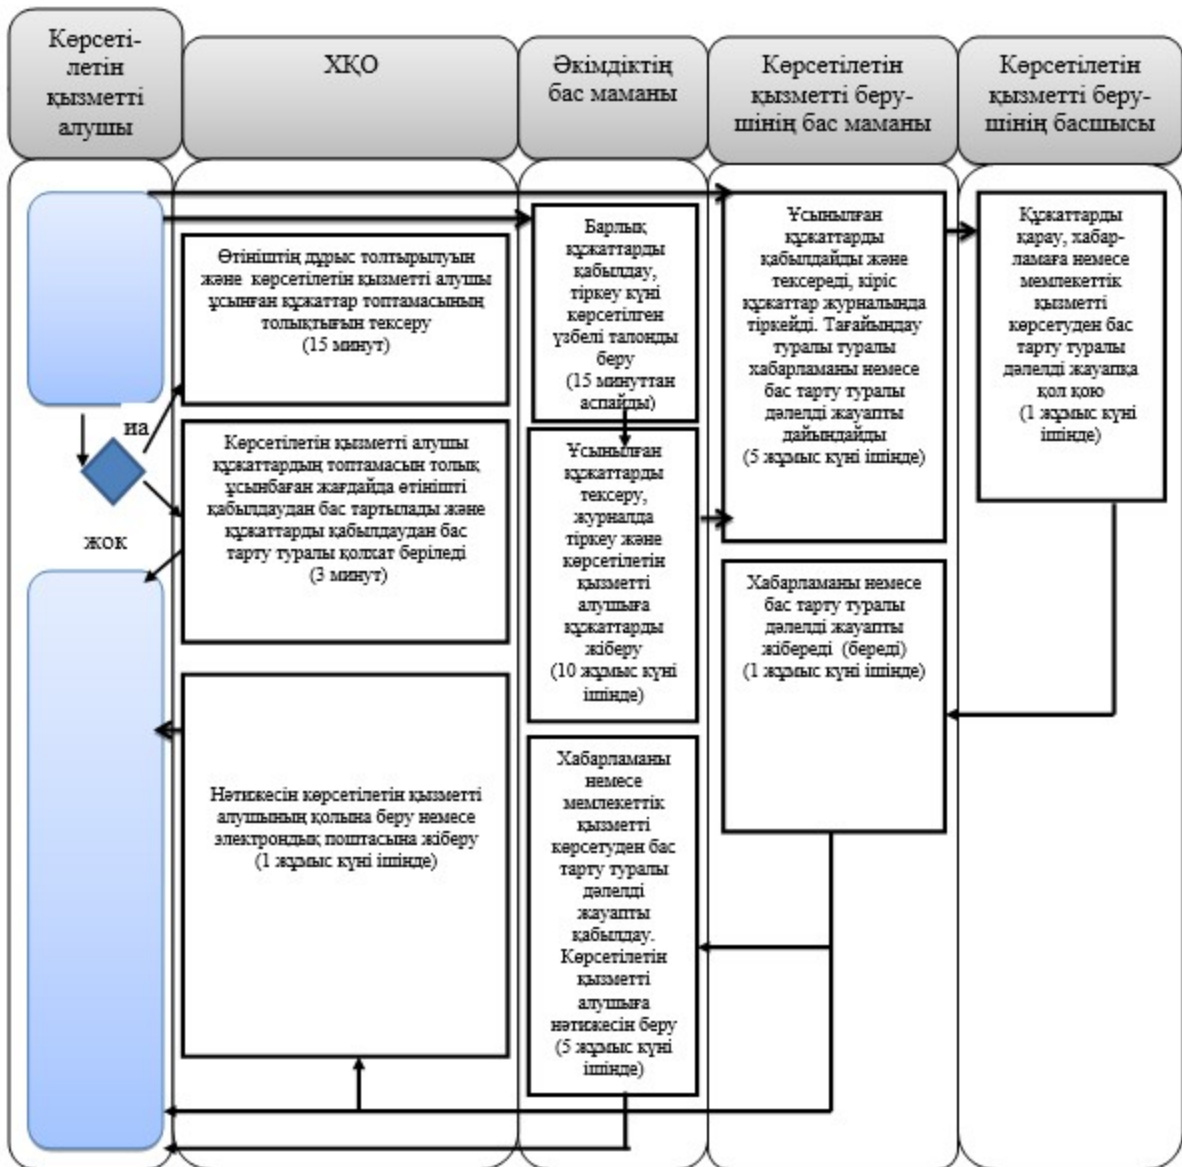 Көрсеті-
летін
қызметті
алушы
ХҚО
Әкімдіктің
бас маманы
Көрсетілетін
қызметті беру-
шінің бас маманы
Көрсетілетін
қызметті беру-
шінің басшысы
Өтініштің дұрыс толтырылуын
және көрсетілетін қызметті алушы
ұсынған құжаттар топтамасының
толықтығын тексеру
(15 минут)
иа
Көрсетілетін қызметті алушы
құжаттардың топтамасын толық
ұсынбаған жағдайда өтінішті
қабылдаудан бас тартылады және
құжаттарды қабылдаудан бас
тарту туралы қолхат беріледі
(3 минут)
жок
Нәтижесін көрсетілетін қызметті
алушының қолына беру немесе
электрондық поштасына жіберу
(1 жұмыс күні ішінде)
Барлық
құжаттарды
қабылдау,
тіркеу күні
көрсетілген
үзбелі талонды
беру
(15 минуттан
аспайды)
Ұсынылған
құжаттарды
тексеру,
журналда
тіркеу және
көрсетілетін
қызметті
алушыға
құжаттарды
жіберу
(10 жұмыс күні
ішінде)
Хабарламаны
немесе
мемлекеттік
қызметті
көрсетуден бас
тарту туралы
дәлелді
жауапты
қабылдау.
Көрсетілетін
қызметті
алушыға
нәтижесін беру
(5 жұмыс күні
ішінде)
Ұсынылған
құжаттарды
қабылдайды және
тексереді, кіріс
құжаттар журналында
тіркейді. Тағайындау
туралы туралы
хабарламаны немесе
бас тарту туралы
дәлелді жауапты
дайындайды
(5 жұмыс күні ішінде)
Хабарламаны немесе
бас тарту туралы
дәлелді жауапты
жібереді (береді)
(1 жұмыс күні ішінде)
Құжаттарды
қарау, хабар-
ламаға немесе
мемлекеттік
қызметті
көрсетуден бас
тарту туралы
дәлелді жауапқа
қол қою
(1 жұмыс күні
ішінде)